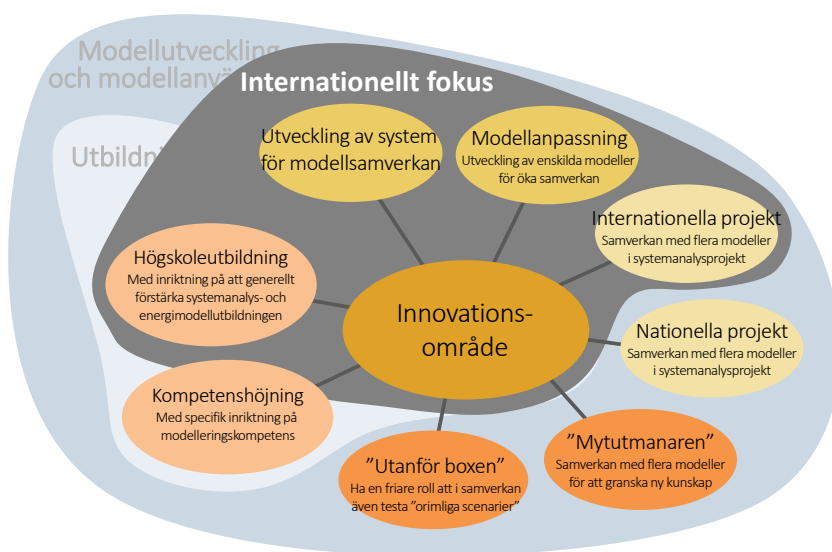 Modellutveckling
och modellanvä
Internationellt fokus
Utbildni
Utveckling av system
för modellsamverkan
Modellanpassning
Utveckling av enskilda modeller
för öka samverkan
Internationella projekt
Samverkan med flera modeller
i systemanalysprojekt
Högskoleutbildning
Med inriktning på att generellt
förstärka systemanalys- och
energimodellutbildningen
Innovations-
område
Nationella projekt
Samverkan med flera modeller
i systemanalysprojekt
Kompetenshöjning
Med specifik inriktning på
modelleringskompetens
”Utanför boxen”
Ha en friare roll att i samverkan
även testa ”orimliga scenarier”
”Mytutmanaren”
Samverkan med flera modeller
för att granska ny kunskap